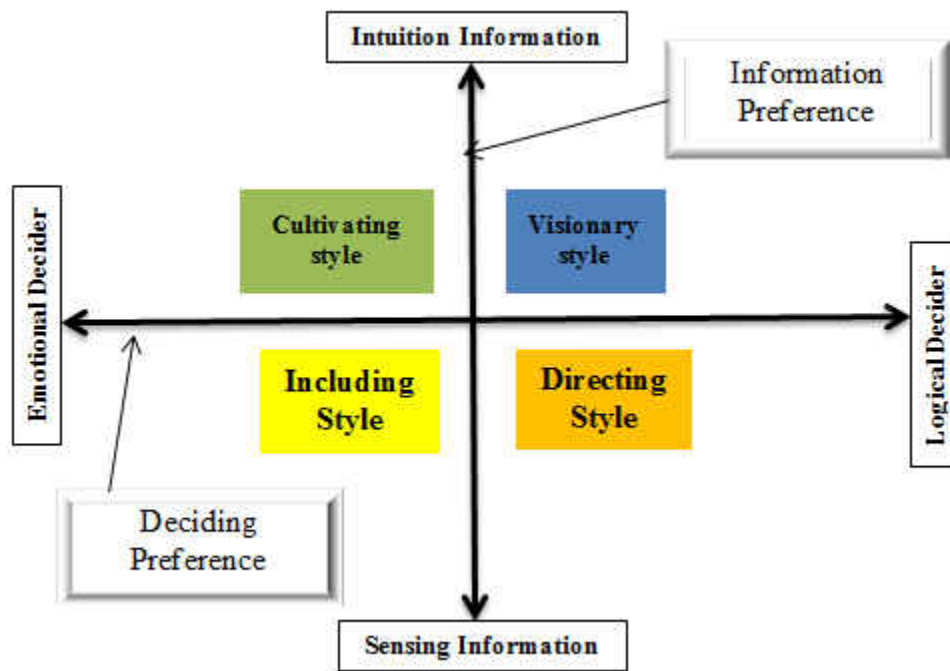 Intuition Information
Information
Preference
Cultivating
style
Visionary
style
Emotional Decider
Logical Decider
Including
Style
Directing
Style
Deciding
Preference
Sensing Information